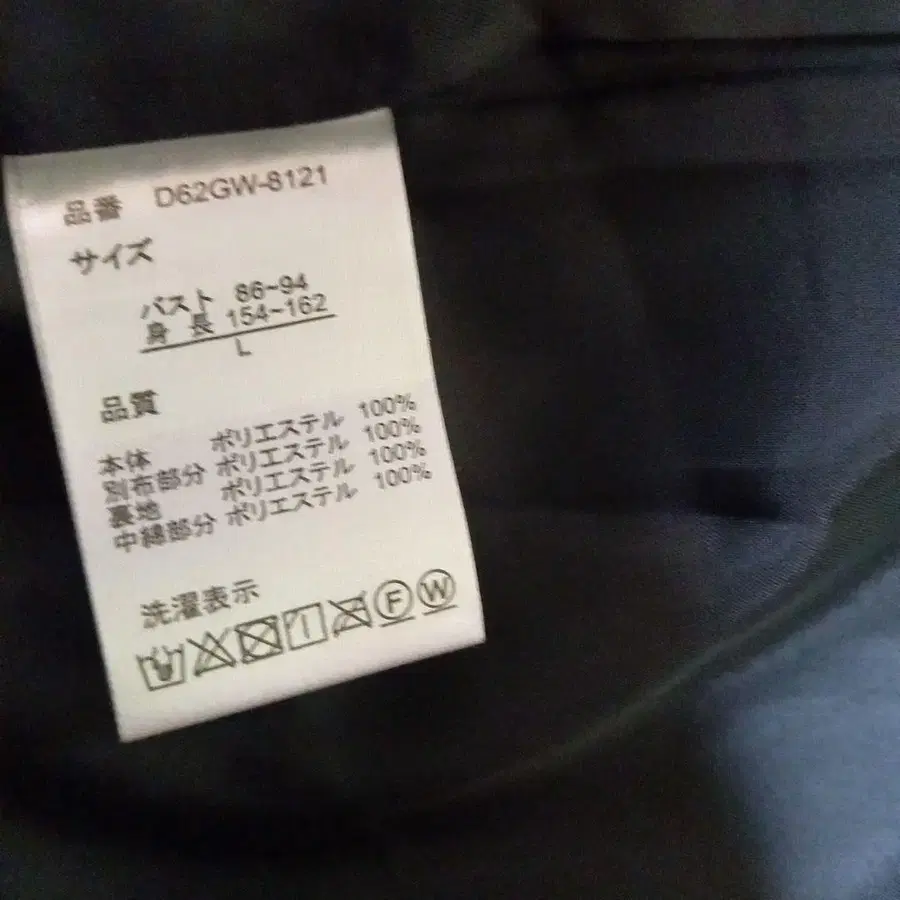 品番 D62GW-8121
サイズ
バスト 86~94
身長 154~162
L
品質
本体 ポリエステル 100%
別布部分 ポリエステル 100%
裏地 ポリエステル 100%
中綿部分 ポリエステル 100%
洗濯表示
F W